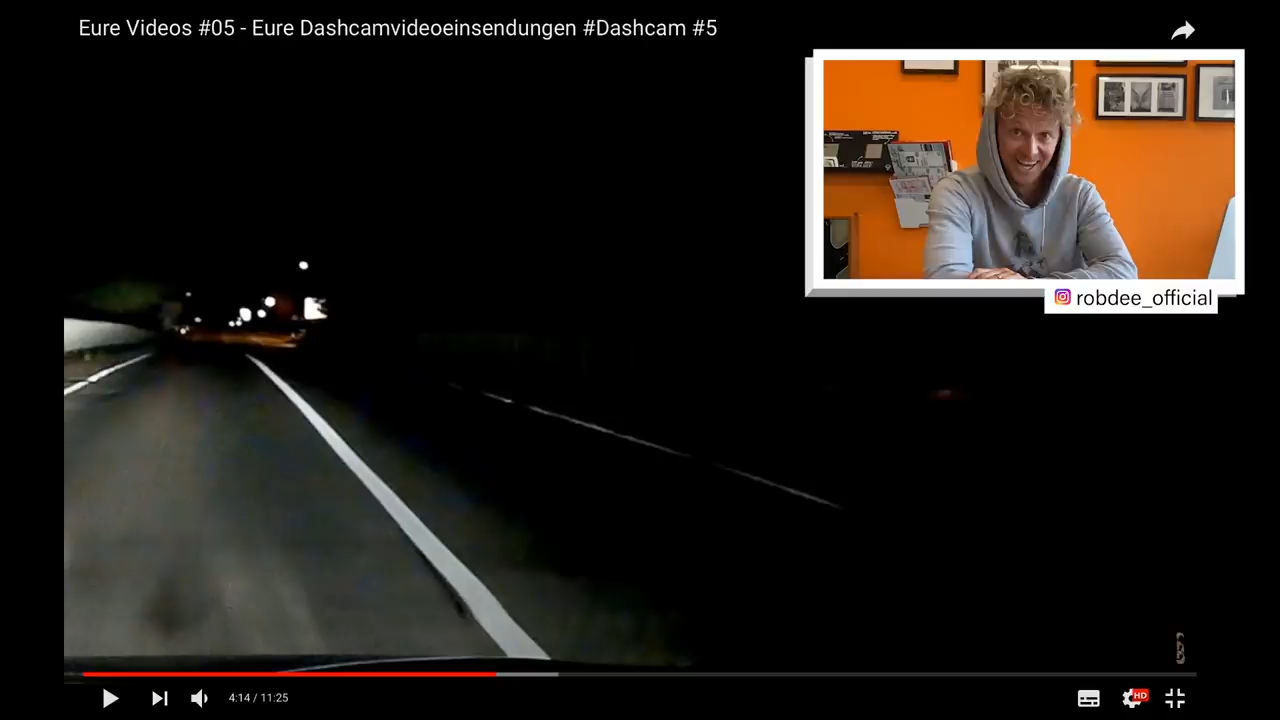 Eure Videos #05 - Eure Dashcamvideoeinsendungen #Dashcam #5
robdee_official
4:14 / 11:25
HD